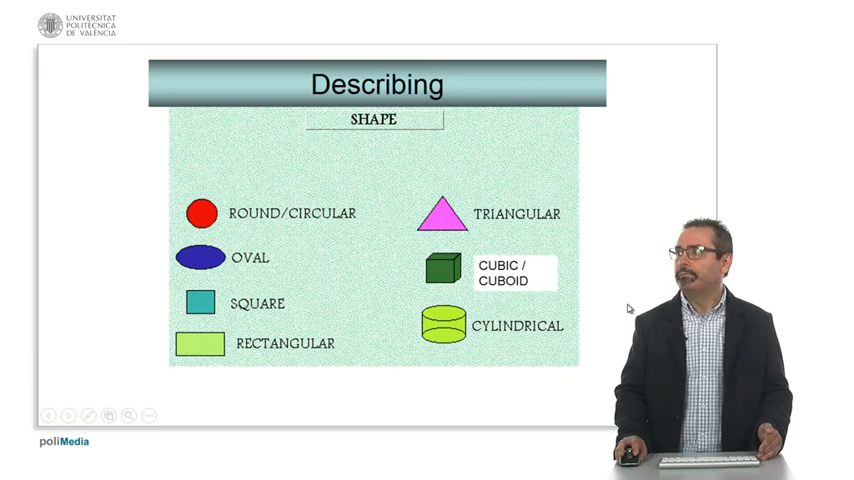 UNIVERSITAT
POLITÈCNICA
DE VALÈNCIA
Describing
SHAPE
ROUND/CIRCULAR
TRIANGULAR
OVAL
CUBIC /
CUBOID
SQUARE
CYLINDRICAL
RECTANGULAR
poliMedia